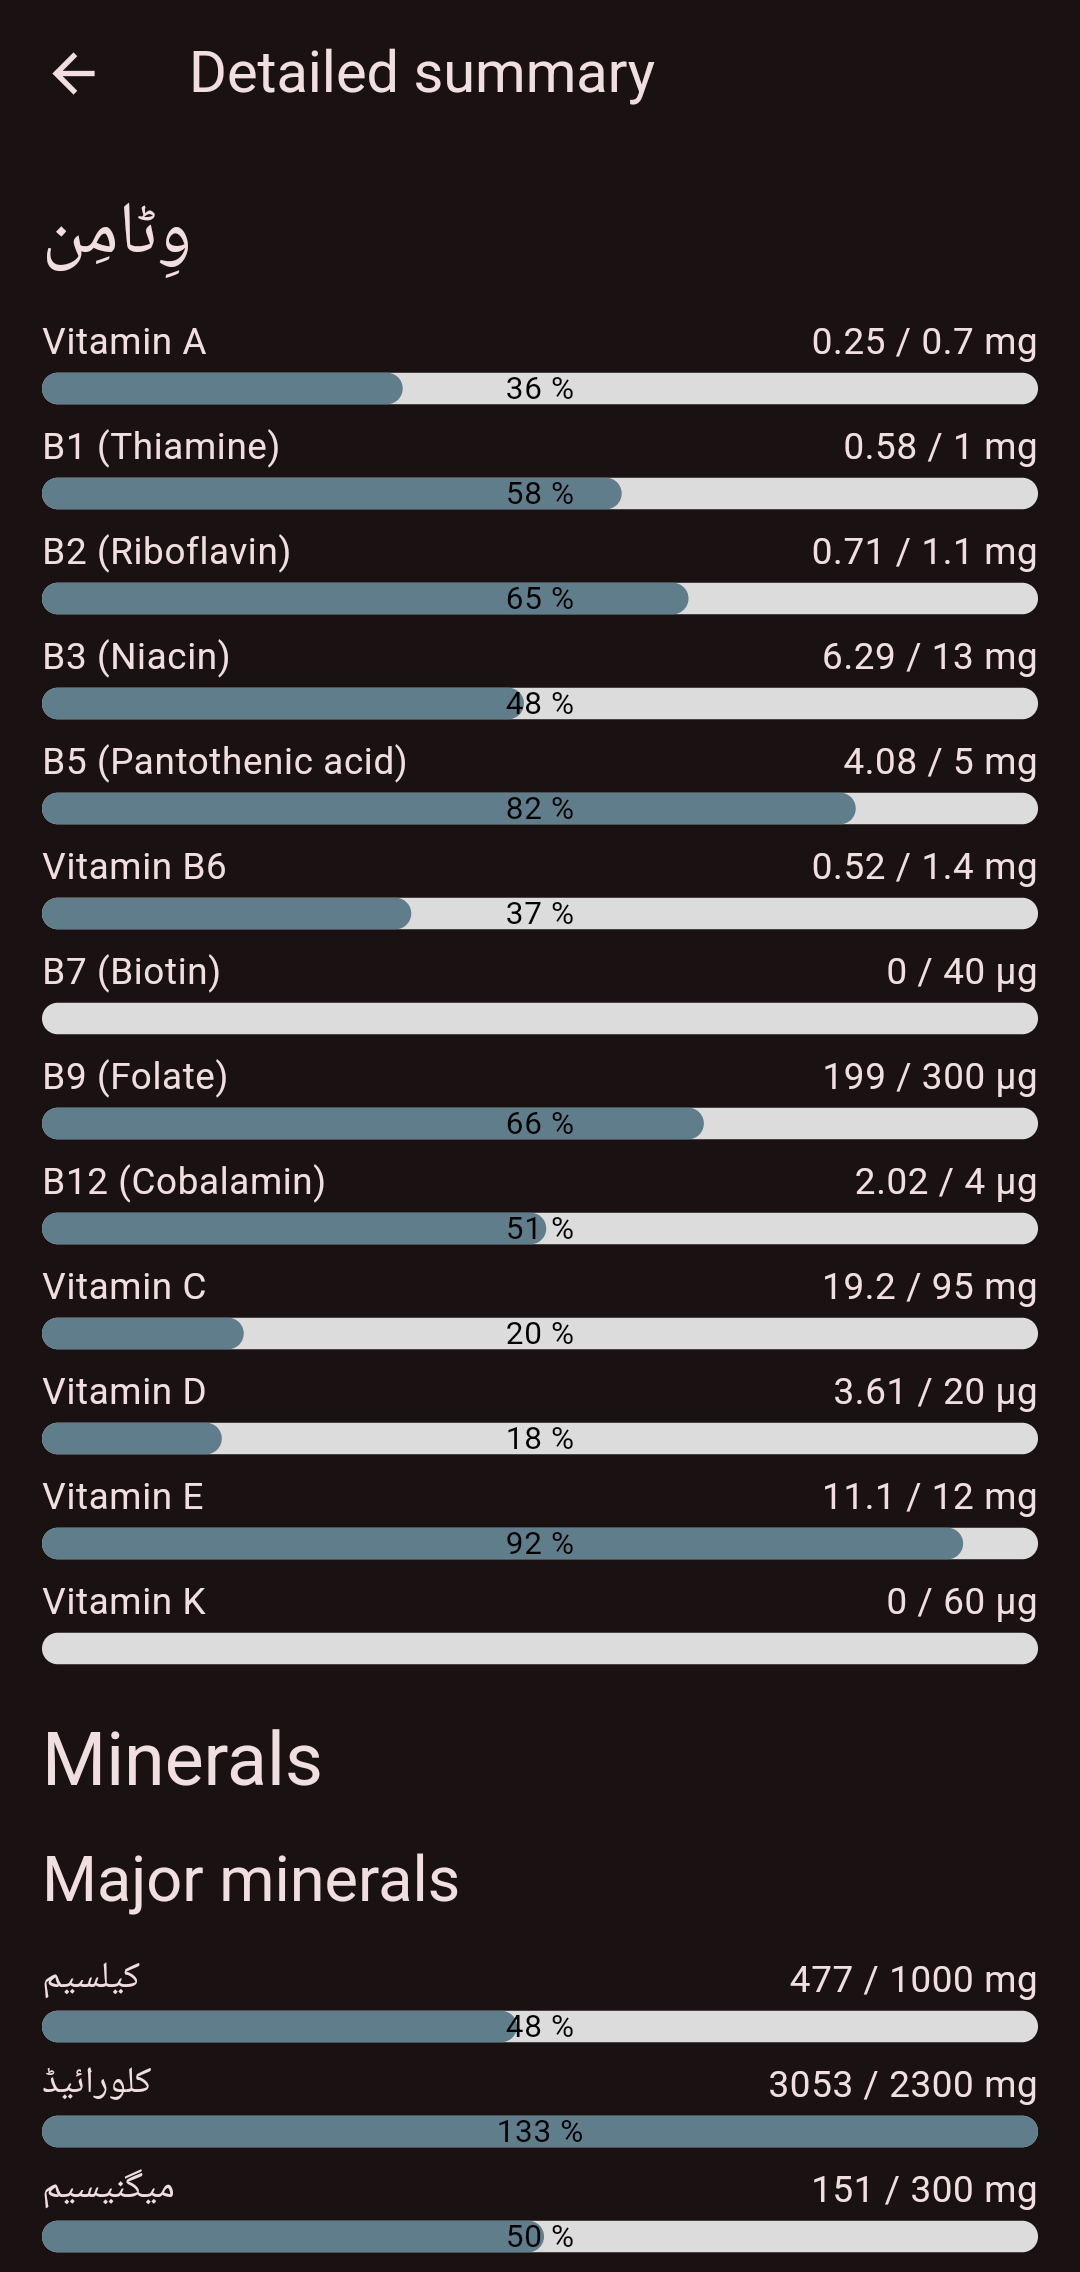 Detailed summary
وِٹامِن
Vitamin A 0.25 / 0.7 mg
36 %
B1 (Thiamine) 0.58 / 1 mg
58 %
B2 (Riboflavin) 0.71 / 1.1 mg
65 %
B3 (Niacin) 6.29 / 13 mg
48 %
B5 (Pantothenic acid) 4.08 / 5 mg
82 %
Vitamin B6 0.52 / 1.4 mg
37 %
B7 (Biotin) 0 / 40 µg
B9 (Folate) 199 / 300 µg
66 %
B12 (Cobalamin) 2.02 / 4 µg
51 %
Vitamin C 19.2 / 95 mg
20 %
Vitamin D 3.61 / 20 µg
18 %
Vitamin E 11.1 / 12 mg
92 %
Vitamin K 0 / 60 µg
Minerals
Major minerals
کیلسیم 477 / 1000 mg
48 %
کلورائیڈ 3053 / 2300 mg
133 %
میگنیسیم 151 / 300 mg
50 %